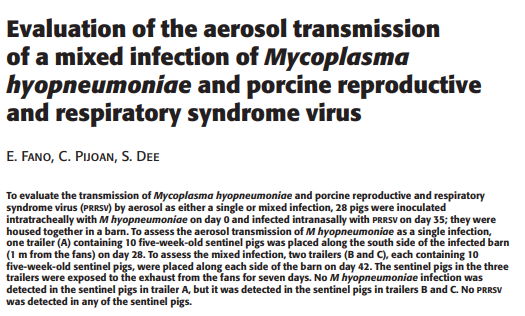 Evaluation of the aerosol transmission
of a mixed infection of Mycoplasma
hyopneumoniae and porcine reproductive
and respiratory syndrome virus
E. FANO, C. PIJOAN, S. DEE
To evaluate the transmission of Mycoplasma hyopneumoniae and porcine reproductive and respiratory
syndrome virus (PRRSV) by aerosol as either a single or mixed infection, 28 pigs were inoculated
intratracheally with M hyopneumoniae on day 0 and infected intranasally with PRRSV on day 35; they were
housed together in a barn. To assess the aerosol transmission of M hyopneumoniae as a single infection,
one trailer (A) containing 10 five-week-old sentinel pigs was placed along the south side of the infected barn
(1 m from the fans) on day 28. To assess the mixed infection, two trailers (B and C), each containing 10
five-week-old sentinel pigs, were placed along each side of the barn on day 42. The sentinel pigs in the three
trailers were exposed to the exhaust from the fans for seven days. No M hyopneumoniae infection was
detected in the sentinel pigs in trailer A, but it was detected in the sentinel pigs in trailers B and C. No PRRSV
was detected in any of the sentinel pigs.